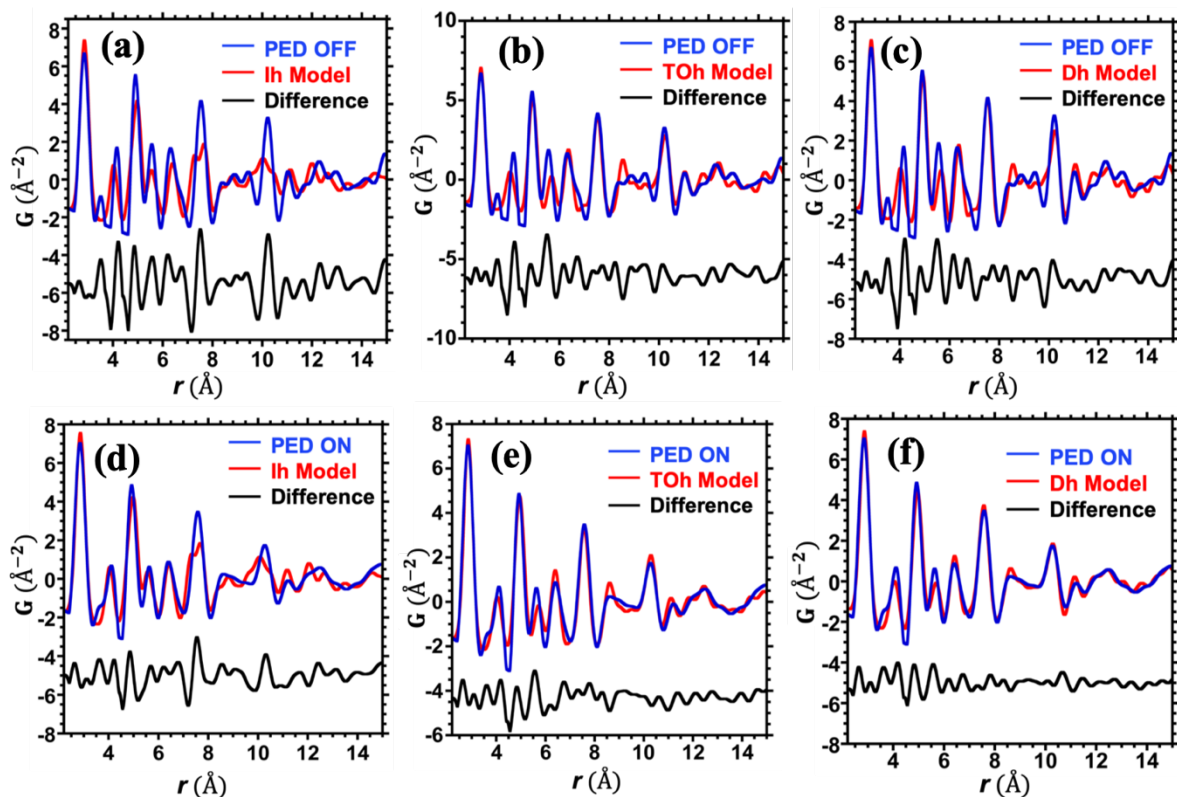 (a)
PED OFF
Ih Model
Difference
G (Å⁻²)
8
6
4
2
0
-2
-4
-6
-8
4 6 8 10 12 14
r (Å)
(b)
PED OFF
TOh Model
Difference
G (Å⁻²)
10
5
0
-5
-10
4 6 8 10 12 14
r (Å)
(c)
PED OFF
Dh Model
Difference
G (Å⁻²)
8
6
4
2
0
-2
-4
-6
-8
4 6 8 10 12 14
r (Å)
(d)
PED ON
Ih Model
Difference
G (Å⁻²)
8
6
4
2
0
-2
-4
-6
-8
4 6 8 10 12 14
r (Å)
(e)
PED ON
TOh Model
Difference
G (Å⁻²)
8
6
4
2
0
-2
-4
-6
4 6 8 10 12 14
r (Å)
(f)
PED ON
Dh Model
Difference
G (Å⁻²)
8
6
4
2
0
-2
-4
-6
-8
4 6 8 10 12 14
r (Å)